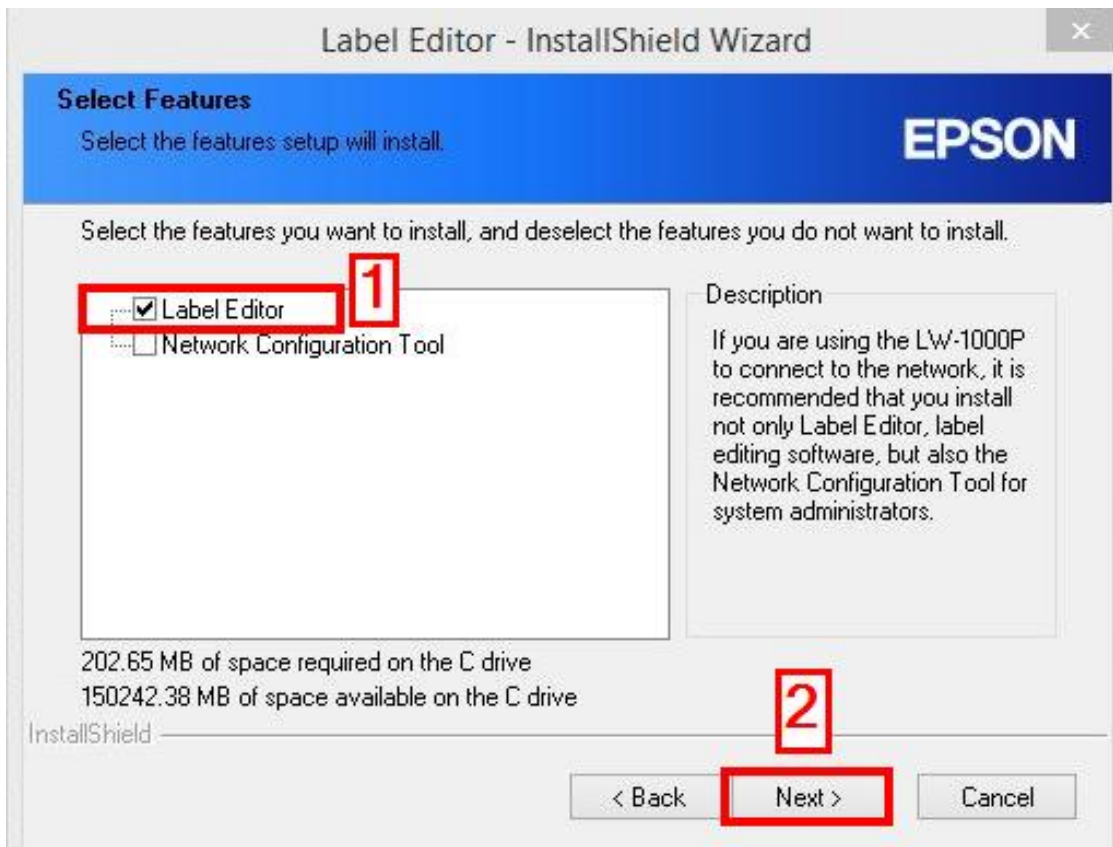 Label Editor - InstallShield Wizard
×
Select Features
Select the features setup will install.
EPSON
Select the features you want to install, and deselect the features you do not want to install.
1
Label Editor
Network Configuration Tool
Description
If you are using the LW-1000P
to connect to the network, it is
recommended that you install
not only Label Editor, label
editing software, but also the
Network Configuration Tool for
system administrators.
202.65 MB of space required on the C drive
150242.38 MB of space available on the C drive
2
InstallShield
< Back
Next >
Cancel